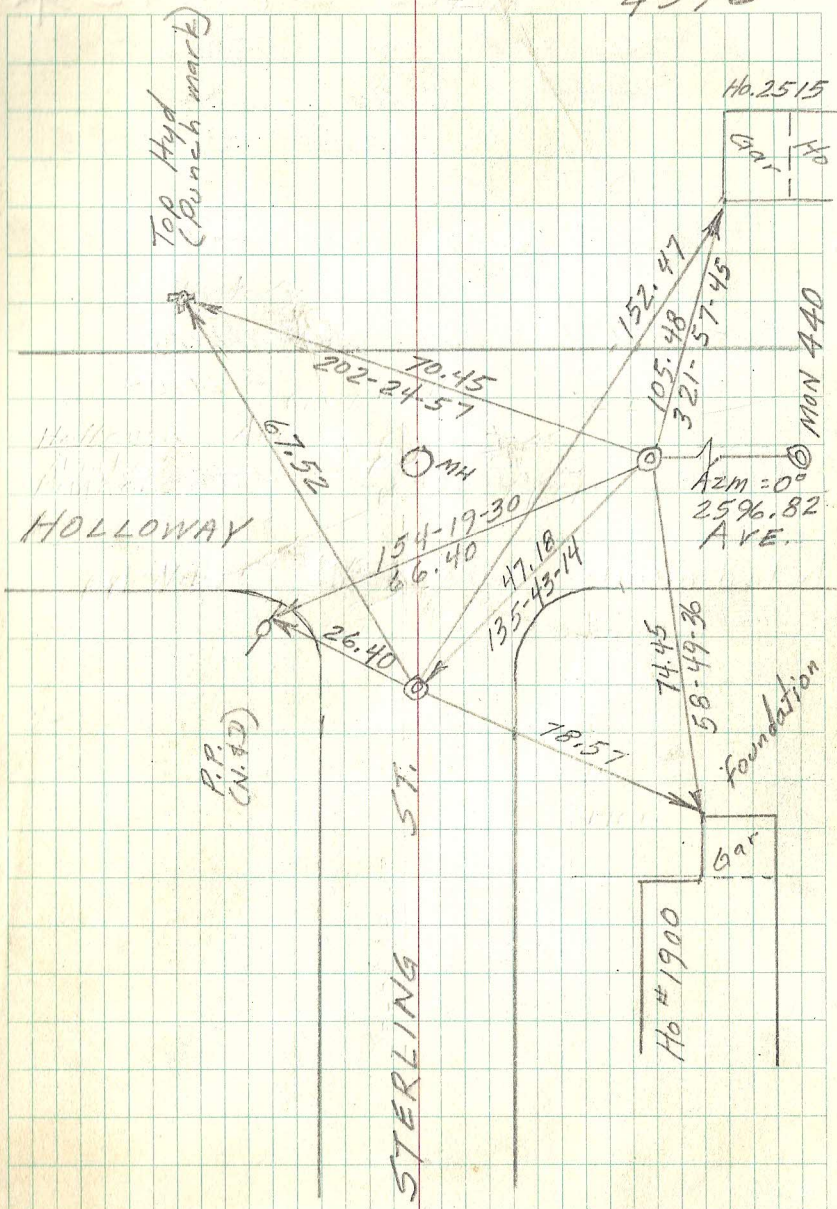 Top Hyd
(Punch mark)
Ho. 2515
Gar
Ho
152.47
105.48
321-57-45
MON 440
70.45
202-24-57
67.52
MH
Azm = 0°
2596.82
AVE.
HOLLOWAY
154-19-30
66.40
47.18
135-43-14
26.40
74.45
58-49-36
P.P.
(N.&D)
78.57
Foundation
Gar
Ho #1900
STERLING ST.